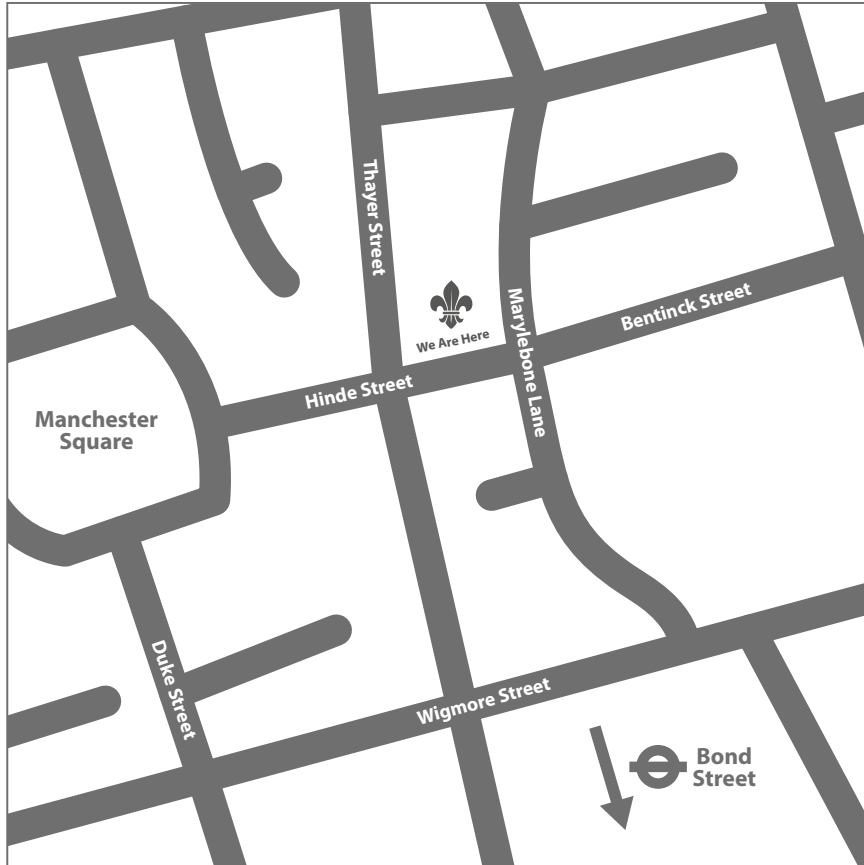 Thayer Street
We Are Here
Marylebone Lane
Bentinck Street
Hinde Street
Manchester
Square
Duke Street
Wigmore Street
Bond
Street